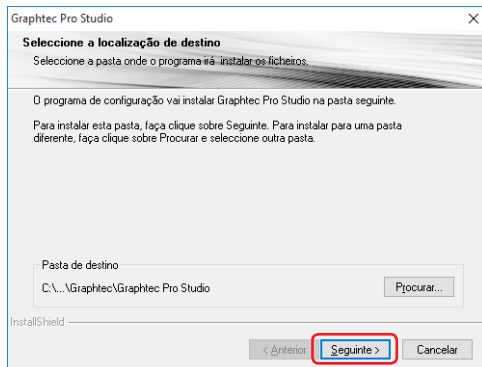 Graphtec Pro Studio
Seleccione a localização de destino
Seleccione a pasta onde o programa irá instalar os ficheiros.
O programa de configuração vai instalar Graphtec Pro Studio na pasta seguinte.
Para instalar esta pasta, faça clique sobre Seguinte. Para instalar para uma pasta
diferente, faça clique sobre Procurar e seleccione outra pasta.
Pasta de destino
C:\...\Graphtec\Graphtec Pro Studio
Procurar...
InstallShield
< Anterior
Seguinte >
Cancelar